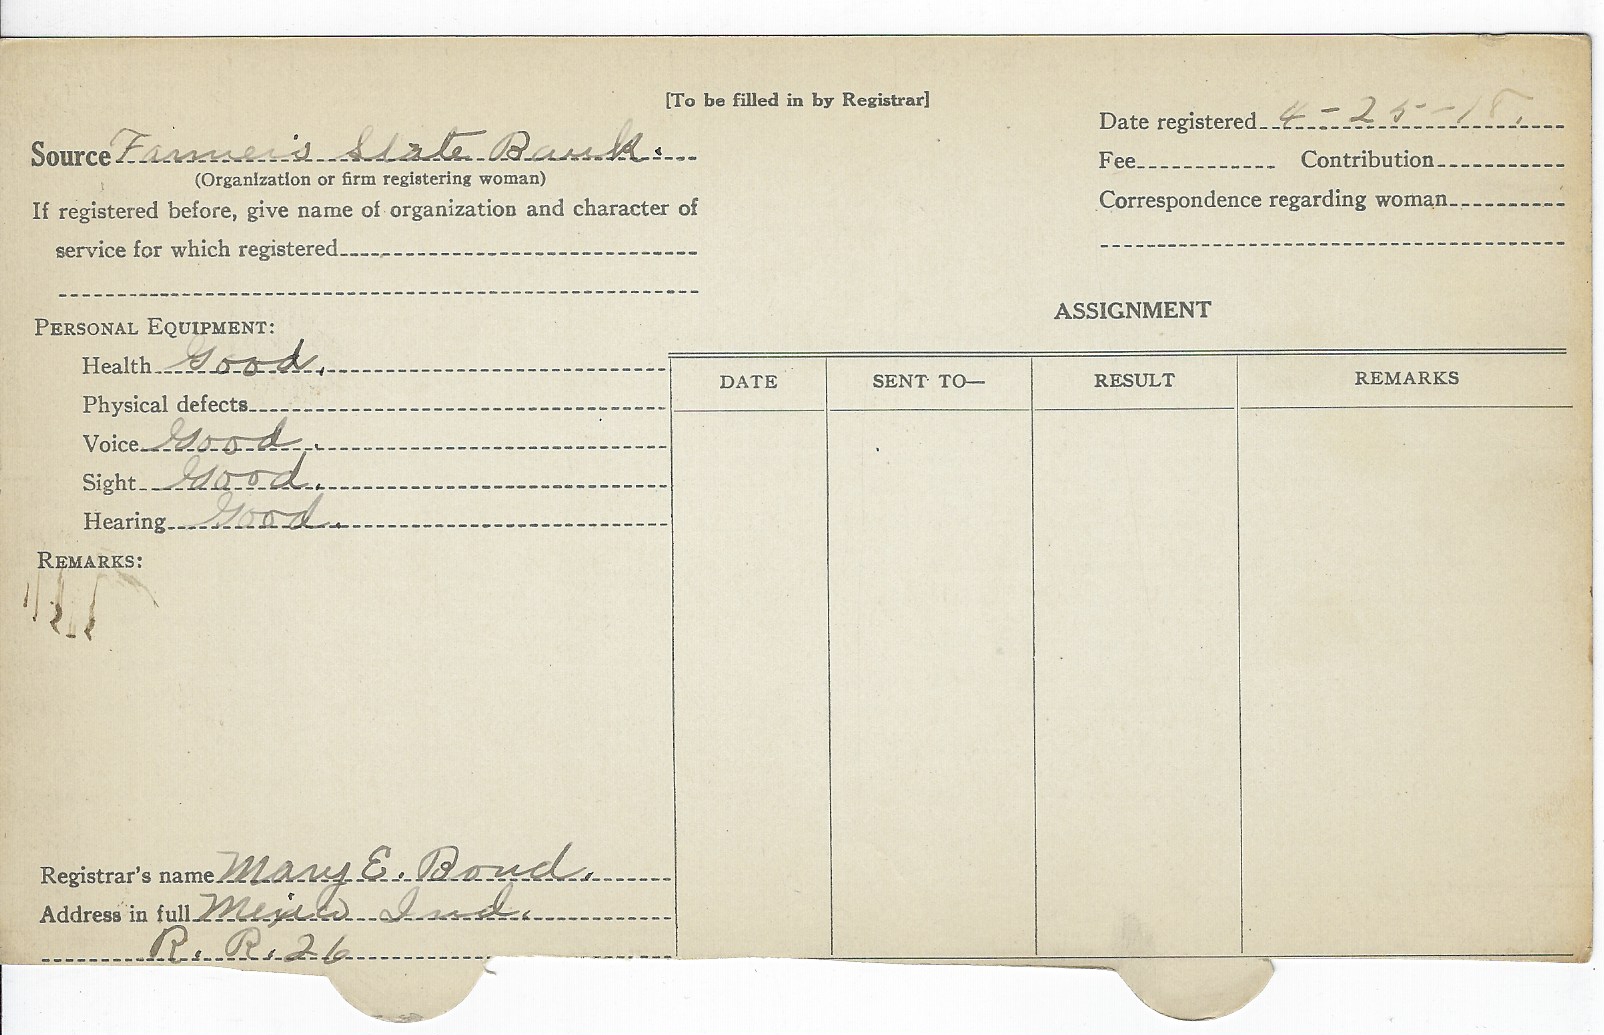 [To be filled in by Registrar]
Date registered 4-25-18.
Source Farmer's State Bank.
(Organization or firm registering woman)
Fee Contribution
If registered before, give name of organization and character of
service for which registered
Correspondence regarding woman
ASSIGNMENT
PERSONAL EQUIPMENT:
Health Good.
Physical defects
Voice Good.
Sight Good.
Hearing Good.
REMARKS:
DATE SENT TO— RESULT REMARKS
Registrar's name Mary E. Bond.
Address in full Mexico Ind.
R. R. 26